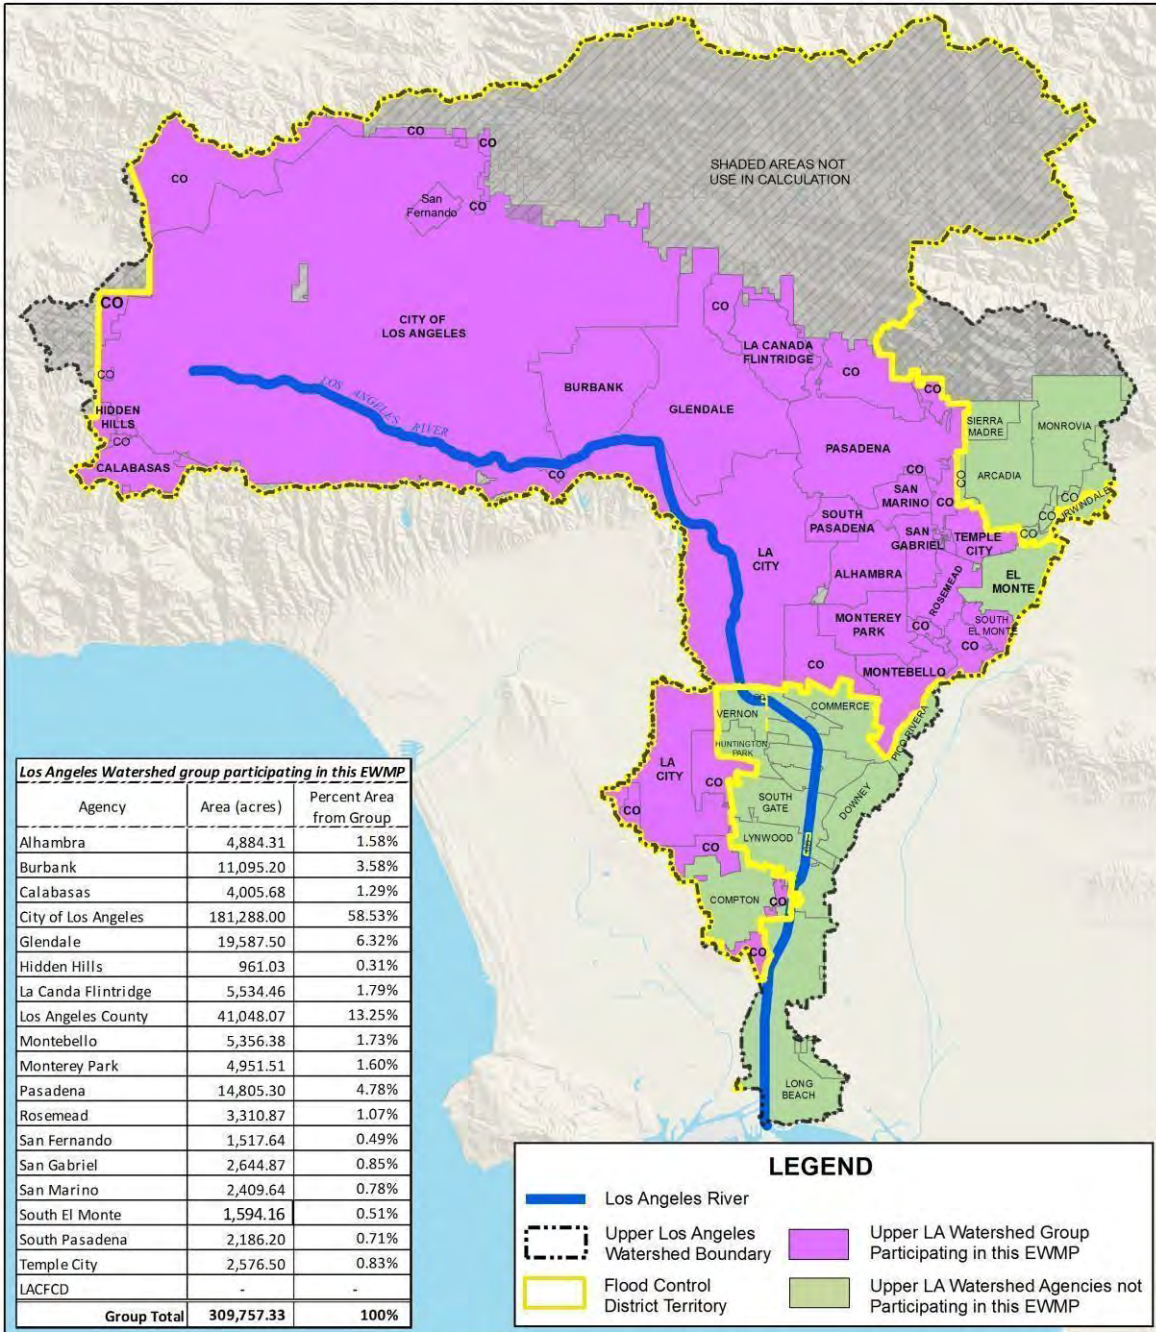 SHADED AREAS NOT
USE IN CALCULATION
CO
CO
CO
San
Fernando
CO
CO
CITY OF
LOS ANGELES
CO
LA CANADA
FLINTRIDGE
CO
BURBANK
CO
CO
LOS ANGELES RIVER
GLENDALE
HIDDEN
HILLS
CO
CALABASAS
SIERRA
MADRE
MONROVIA
PASADENA
CO
CO
ARCADIA
CO
CO
SAN
MARINO
CO
CO
IRWINDALE
CO
CO
SOUTH
PASADENA
SAN
GABRIEL
TEMPLE
CITY
LA
CITY
ALHAMBRA
ROSEMEAD
EL
MONTE
MONTEREY
PARK
CO
SOUTH
EL MONTE
CO
CO
MONTEBELLO
VERNON
COMMERCE
PICO RIVERA
HUNTINGTON
PARK
LA
CITY
CO
CO
SOUTH
GATE
DOWNEY
LYNWOOD
CO
COMPTON
CO
CO
LONG
BEACH
Los Angeles Watershed group participating in this EWMP
Agency Area (acres) Percent Area from Group
Alhambra 4,884.31 1.58%
Burbank 11,095.20 3.58%
Calabasas 4,005.68 1.29%
City of Los Angeles 181,288.00 58.53%
Glendale 19,587.50 6.32%
Hidden Hills 961.03 0.31%
La Canda Flintridge 5,534.46 1.79%
Los Angeles County 41,048.07 13.25%
Montebello 5,356.38 1.73%
Monterey Park 4,951.51 1.60%
Pasadena 14,805.30 4.78%
Rosemead 3,310.87 1.07%
San Fernando 1,517.64 0.49%
San Gabriel 2,644.87 0.85%
San Marino 2,409.64 0.78%
South El Monte 1,594.16 0.51%
South Pasadena 2,186.20 0.71%
Temple City 2,576.50 0.83%
LACFCD - -
Group Total 309,757.33 100%
LEGEND
Los Angeles River
Upper Los Angeles
Watershed Boundary
Flood Control
District Territory
Upper LA Watershed Group
Participating in this EWMP
Upper LA Watershed Agencies not
Participating in this EWMP